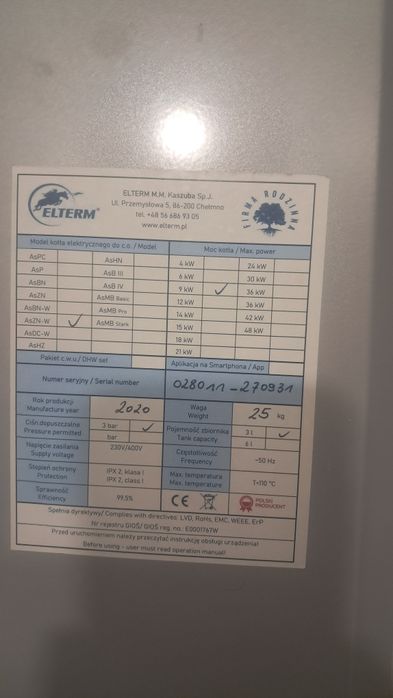 ELTERM®
ELTERM M.M. Kaszuba Sp.J.
Ul. Przemysłowa 5, 86-200 Chełmno
tel. +48 56 686 93 05
www.elterm.pl
FIRMA RODZINNA
Model kotła elektrycznego do c.o. / Model
Moc kotła / Max. power
AsPC
AsHN
4 kW
24 kW
AsP
AsB III
6 kW
30 kW
AsBN
AsB IV
9 kW ✓
36 kW
AsZN
AsMB Basic
12 kW
36 kW
AsBN-W
AsMB Pro
14 kW
42 kW
AsZN-W ✓
AsMB Stark
15 kW
48 kW
AsDC-W
18 kW
AsHZ
21 kW
Pakiet c.w.u./ DHW set
Aplikacja na Smartphona / App
Numer seryjny / Serial number
028011-270931
Rok produkcji
Manufacture year
2020
Waga
Weight
25 kg
Ciśn.dopuszczalne
Pressure permitted
3 bar ✓
bar
Pojemność zbiornika
Tank capacity
3 l ✓
6 l
Napięcie zasilania
Supply voltage
230V/400V
Częstotliwość
Frequency
~50 Hz
Stopień ochrony
Protection
IPX 2, klasa I
IPX 2, class I
Max. temperatura
Max. temperature
T=110 °C
Sprawność
Efficiency
99,5%
CE
POLSKI
PRODUCENT
Spełnia dyrektywy/ Complies with directives: LVD, RoHS, EMC, WEEE, ErP
Nr rejestru GIOŚ/ GIOŚ reg. no.: E0001767W
Przed uruchomieniem należy przeczytać instrukcję obsługi urządzenia!
Before using - user must read operation manual!